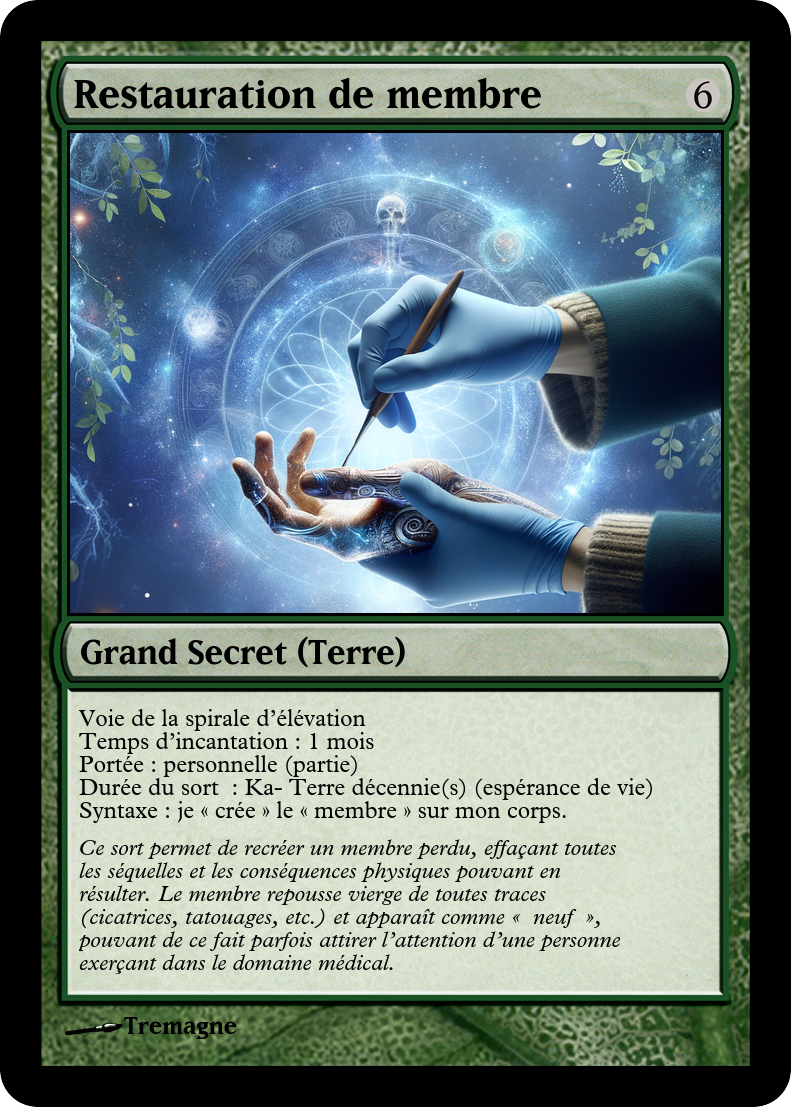 Restauration de membre 6
Grand Secret (Terre)
Voie de la spirale d'élévation
Temps d'incantation : 1 mois
Portée : personnelle (partie)
Durée du sort  : Ka- Terre décennie(s) (espérance de vie)
Syntaxe : je « crée » le « membre » sur mon corps.
Ce sort permet de recréer un membre perdu, effaçant toutes
les séquelles et les conséquences physiques pouvant en
résulter. Le membre repousse vierge de toutes traces
(cicatrices, tatouages, etc.) et apparaît comme «  neuf  »,
pouvant de ce fait parfois attirer l'attention d'une personne
exerçant dans le domaine médical.
Tremagne